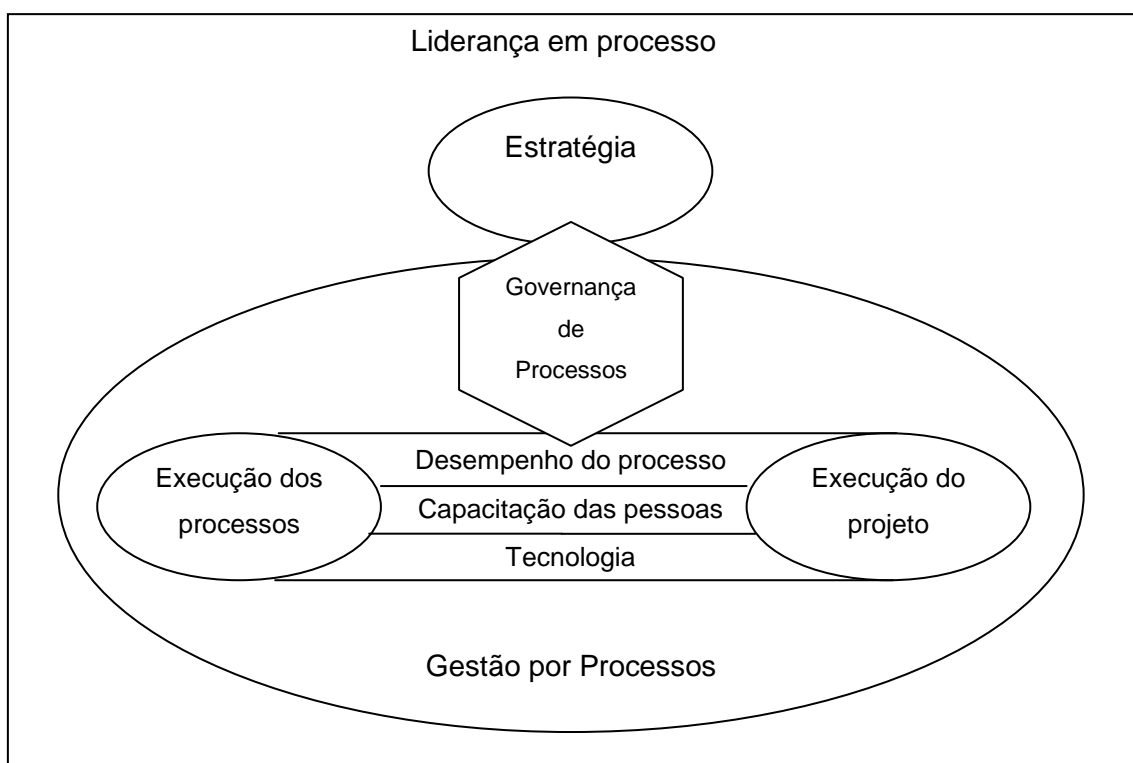 Liderança em processo
Estratégia
Governança
de
Processos
Desempenho do processo
Execução dos
processos
Capacitação das pessoas
Execução do
projeto
Tecnologia
Gestão por Processos